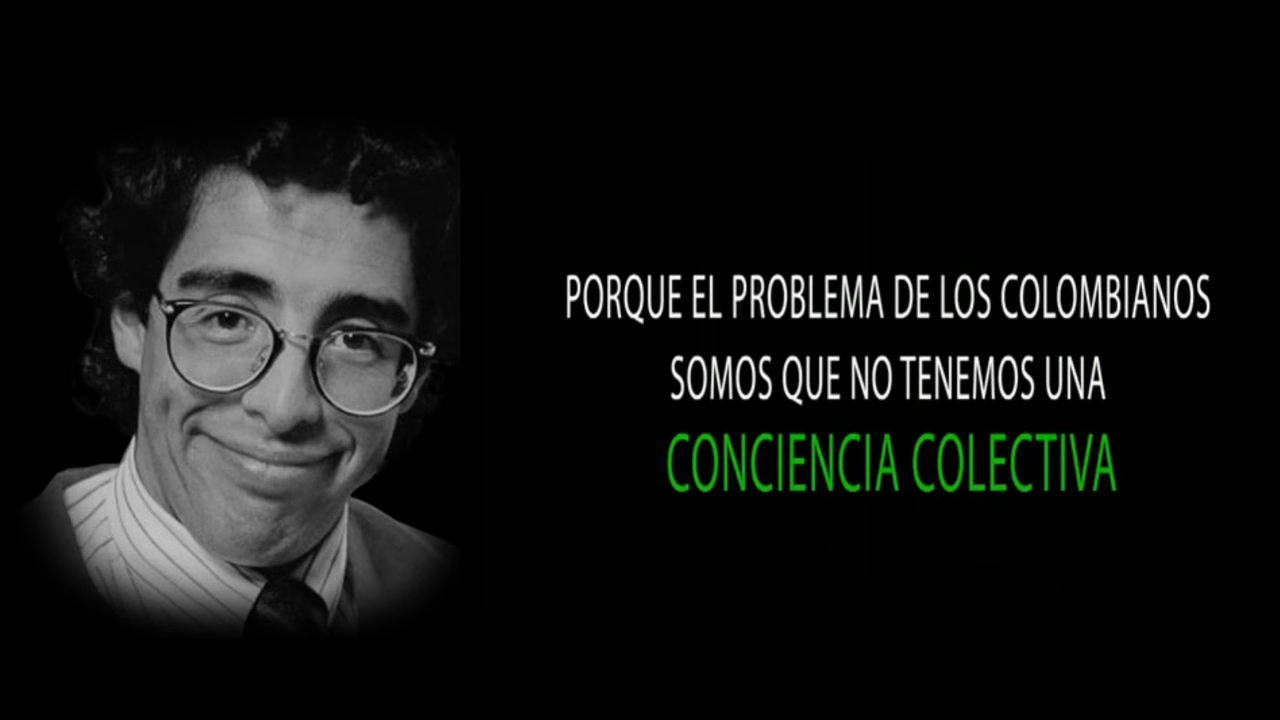 PORQUE EL PROBLEMA DE LOS COLOMBIANOS
SOMOS QUE NO TENEMOS UNA
CONCIENCIA COLECTIVA